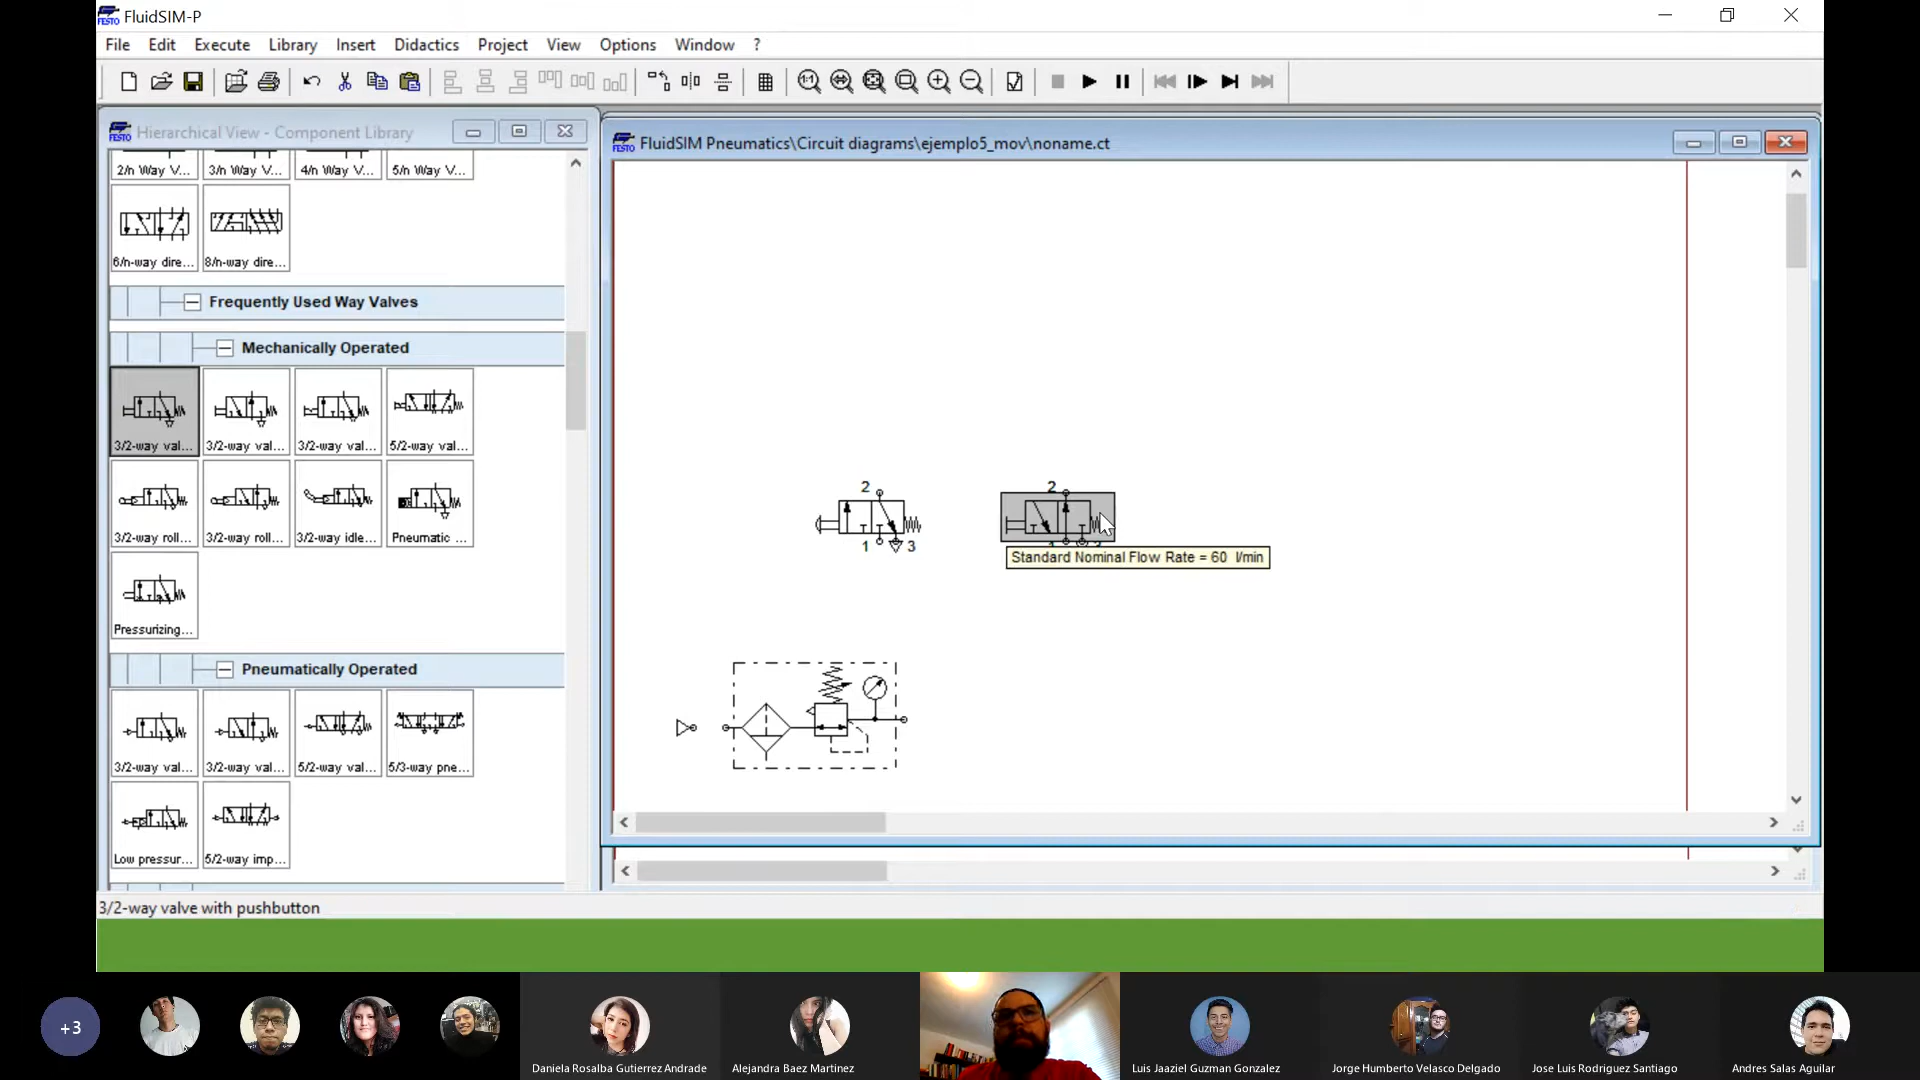 FluidSIM-P
File Edit Execute Library Insert Didactics Project View Options Window ?
Hierarchical View - Component Library
FluidSIM Pneumatics\Circuit diagrams\ejemplo5_mov\noname.ct
2/n Way V... 3/n Way V... 4/n Way V... 5/n Way V...
6/n-way dire... 8/n-way dire...
Frequently Used Way Valves
Mechanically Operated
3/2-way val... 3/2-way val... 3/2-way val... 5/2-way val...
3/2-way roll... 3/2-way roll... 3/2-way idle... Pneumatic ...
Pressurizing...
Pneumatically Operated
3/2-way val... 3/2-way val... 5/2-way val... 5/3-way pne...
Low pressur... 5/2-way imp...
2
1 3
2
Standard Nominal Flow Rate = 60 l/min
3/2-way valve with pushbutton
+3
Daniela Rosalba Gutierrez Andrade
Alejandra Baez Martinez
Luis Jaaziel Guzman Gonzalez
Jorge Humberto Velasco Delgado
Jose Luis Rodriguez Santiago
Andres Salas Aguilar